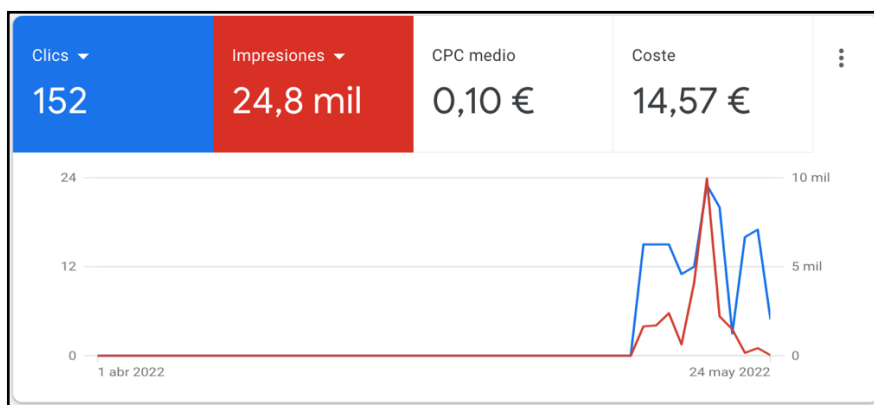 Clics
Impresiones
CPC medio
Coste
152
24,8 mil
0,10 €
14,57 €
24
10 mil
12
5 mil
0
0
1 abr 2022
24 may 2022